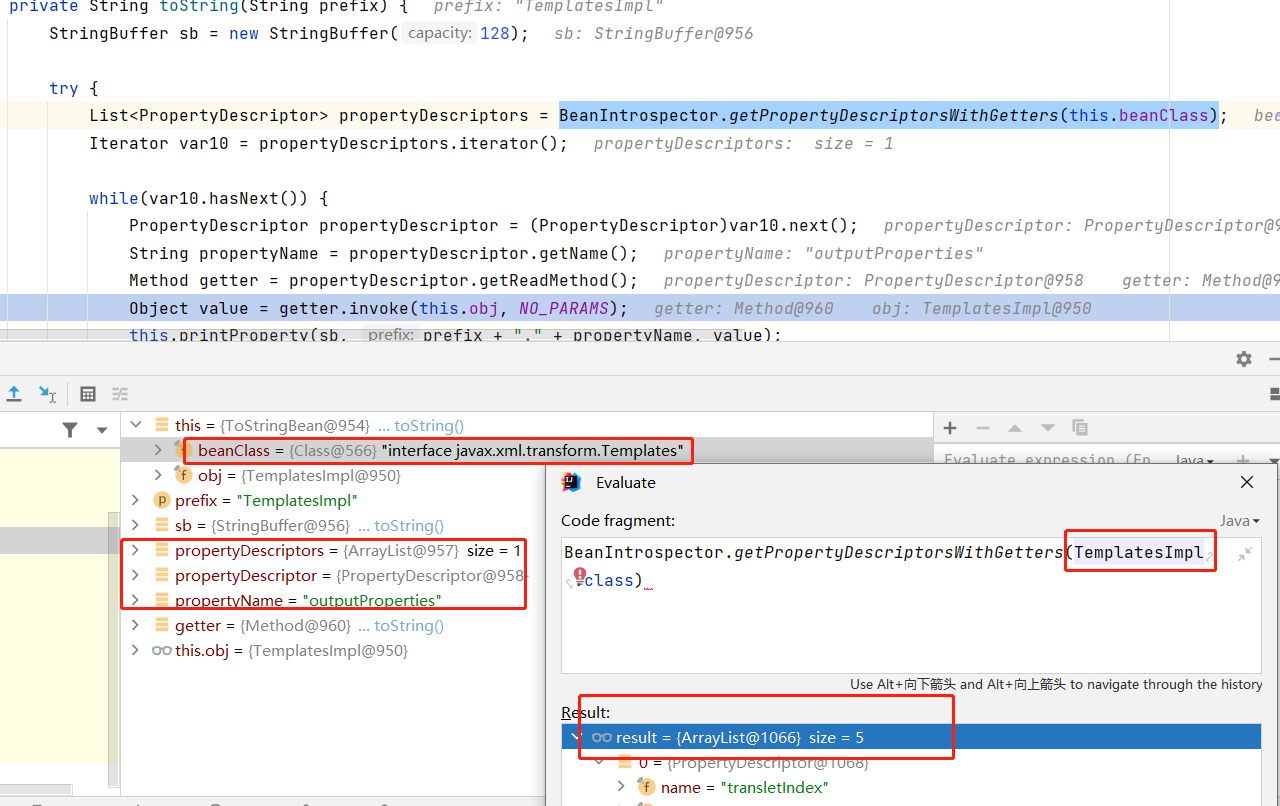 private String toString(String prefix) {   prefix: "TemplatesImpl"
StringBuffer sb = new StringBuffer( capacity: 128);   sb: StringBuffer@956
try {
List<PropertyDescriptor> propertyDescriptors = BeanIntrospector.getPropertyDescriptorsWithGetters(this.beanClass);   bea
Iterator var10 = propertyDescriptors.iterator();   propertyDescriptors:  size = 1
while(var10.hasNext()) {
PropertyDescriptor propertyDescriptor = (PropertyDescriptor)var10.next();   propertyDescriptor: PropertyDescriptor@9
String propertyName = propertyDescriptor.getName();   propertyName: "outputProperties"
Method getter = propertyDescriptor.getReadMethod();   propertyDescriptor: PropertyDescriptor@958    getter: Method@9
Object value = getter.invoke(this.obj, NO_PARAMS);   getter: Method@960    obj: TemplatesImpl@950
this.printProperty(sb,  prefix: prefix + "." + propertyName, value);
this = {ToStringBean@954} ... toString()
beanClass = {Class@566} "interface javax.xml.transform.Templates"
obj = {TemplatesImpl@950}
prefix = "TemplatesImpl"
sb = {StringBuffer@956} ... toString()
propertyDescriptors = {ArrayList@957} size = 1
propertyDescriptor = {PropertyDescriptor@958
propertyName = "outputProperties"
getter = {Method@960} ... toString()
this.obj = {TemplatesImpl@950}
Evaluate expression (En
Java
Evaluate
Code fragment:
Java
BeanIntrospector.getPropertyDescriptorsWithGetters(TemplatesImpl
class)
Use Alt+向下箭头 and Alt+向上箭头 to navigate through the history
Result:
result = {ArrayList@1066} size = 5
0 = {PropertyDescriptor@1068}
name = "transletIndex"